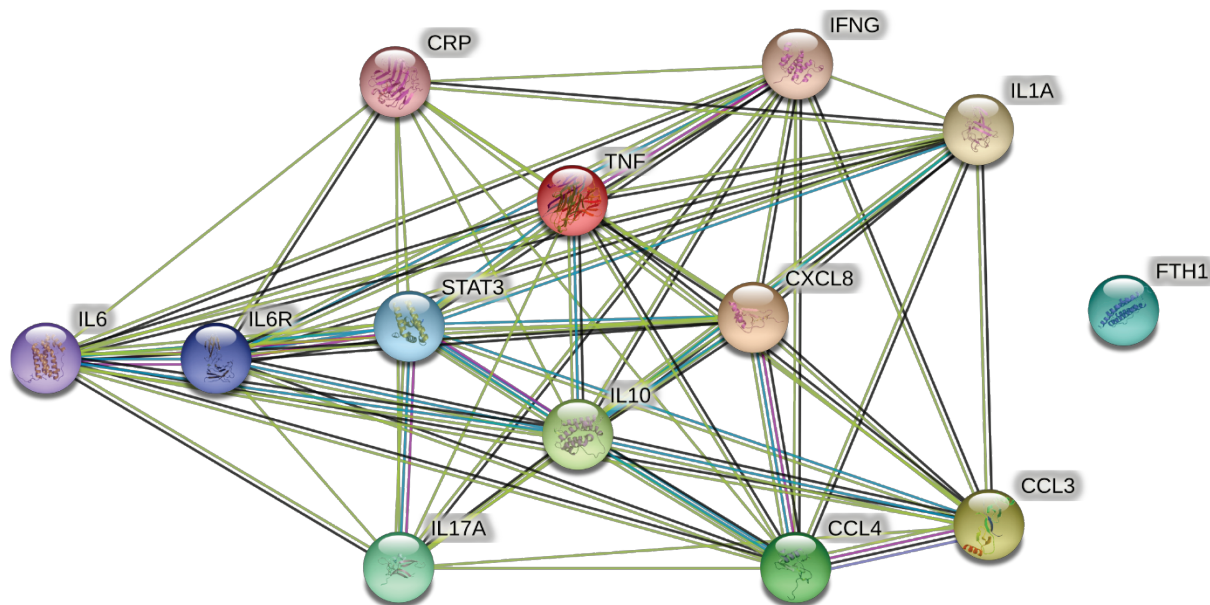 IFNG
CRP
IL1A
TNF
FTH1
STAT3
CXCL8
IL6
IL6R
IL10
CCL3
IL17A
CCL4